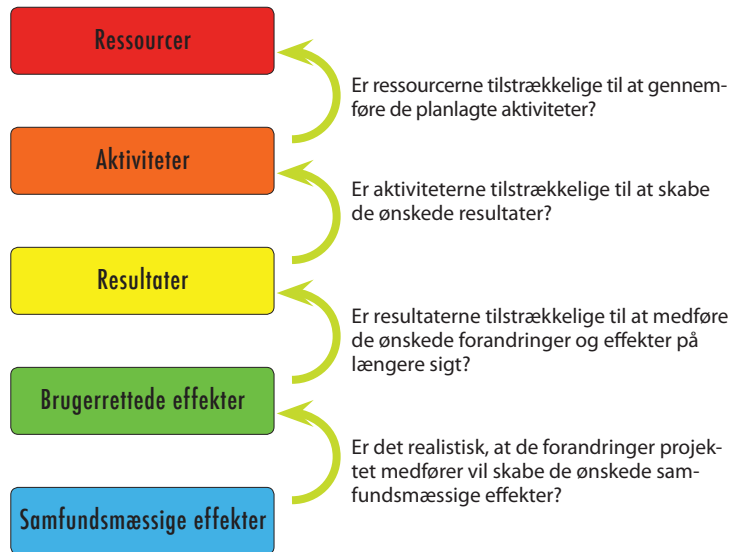 Ressourcer
Er ressourcerne tilstrækkelige til at gennem-
føre de planlagte aktiviteter?
Aktiviteter
Er aktiviteterne tilstrækkelige til at skabe
de ønskede resultater?
Resultater
Er resultaterne tilstrækkelige til at medføre
de ønskede forandringer og effekter på
længere sigt?
Brugerrettede effekter
Er det realistisk, at de forandringer projek-
tet medfører vil skabe de ønskede sam-
fundsmæssige effekter?
Samfundsmæssige effekter